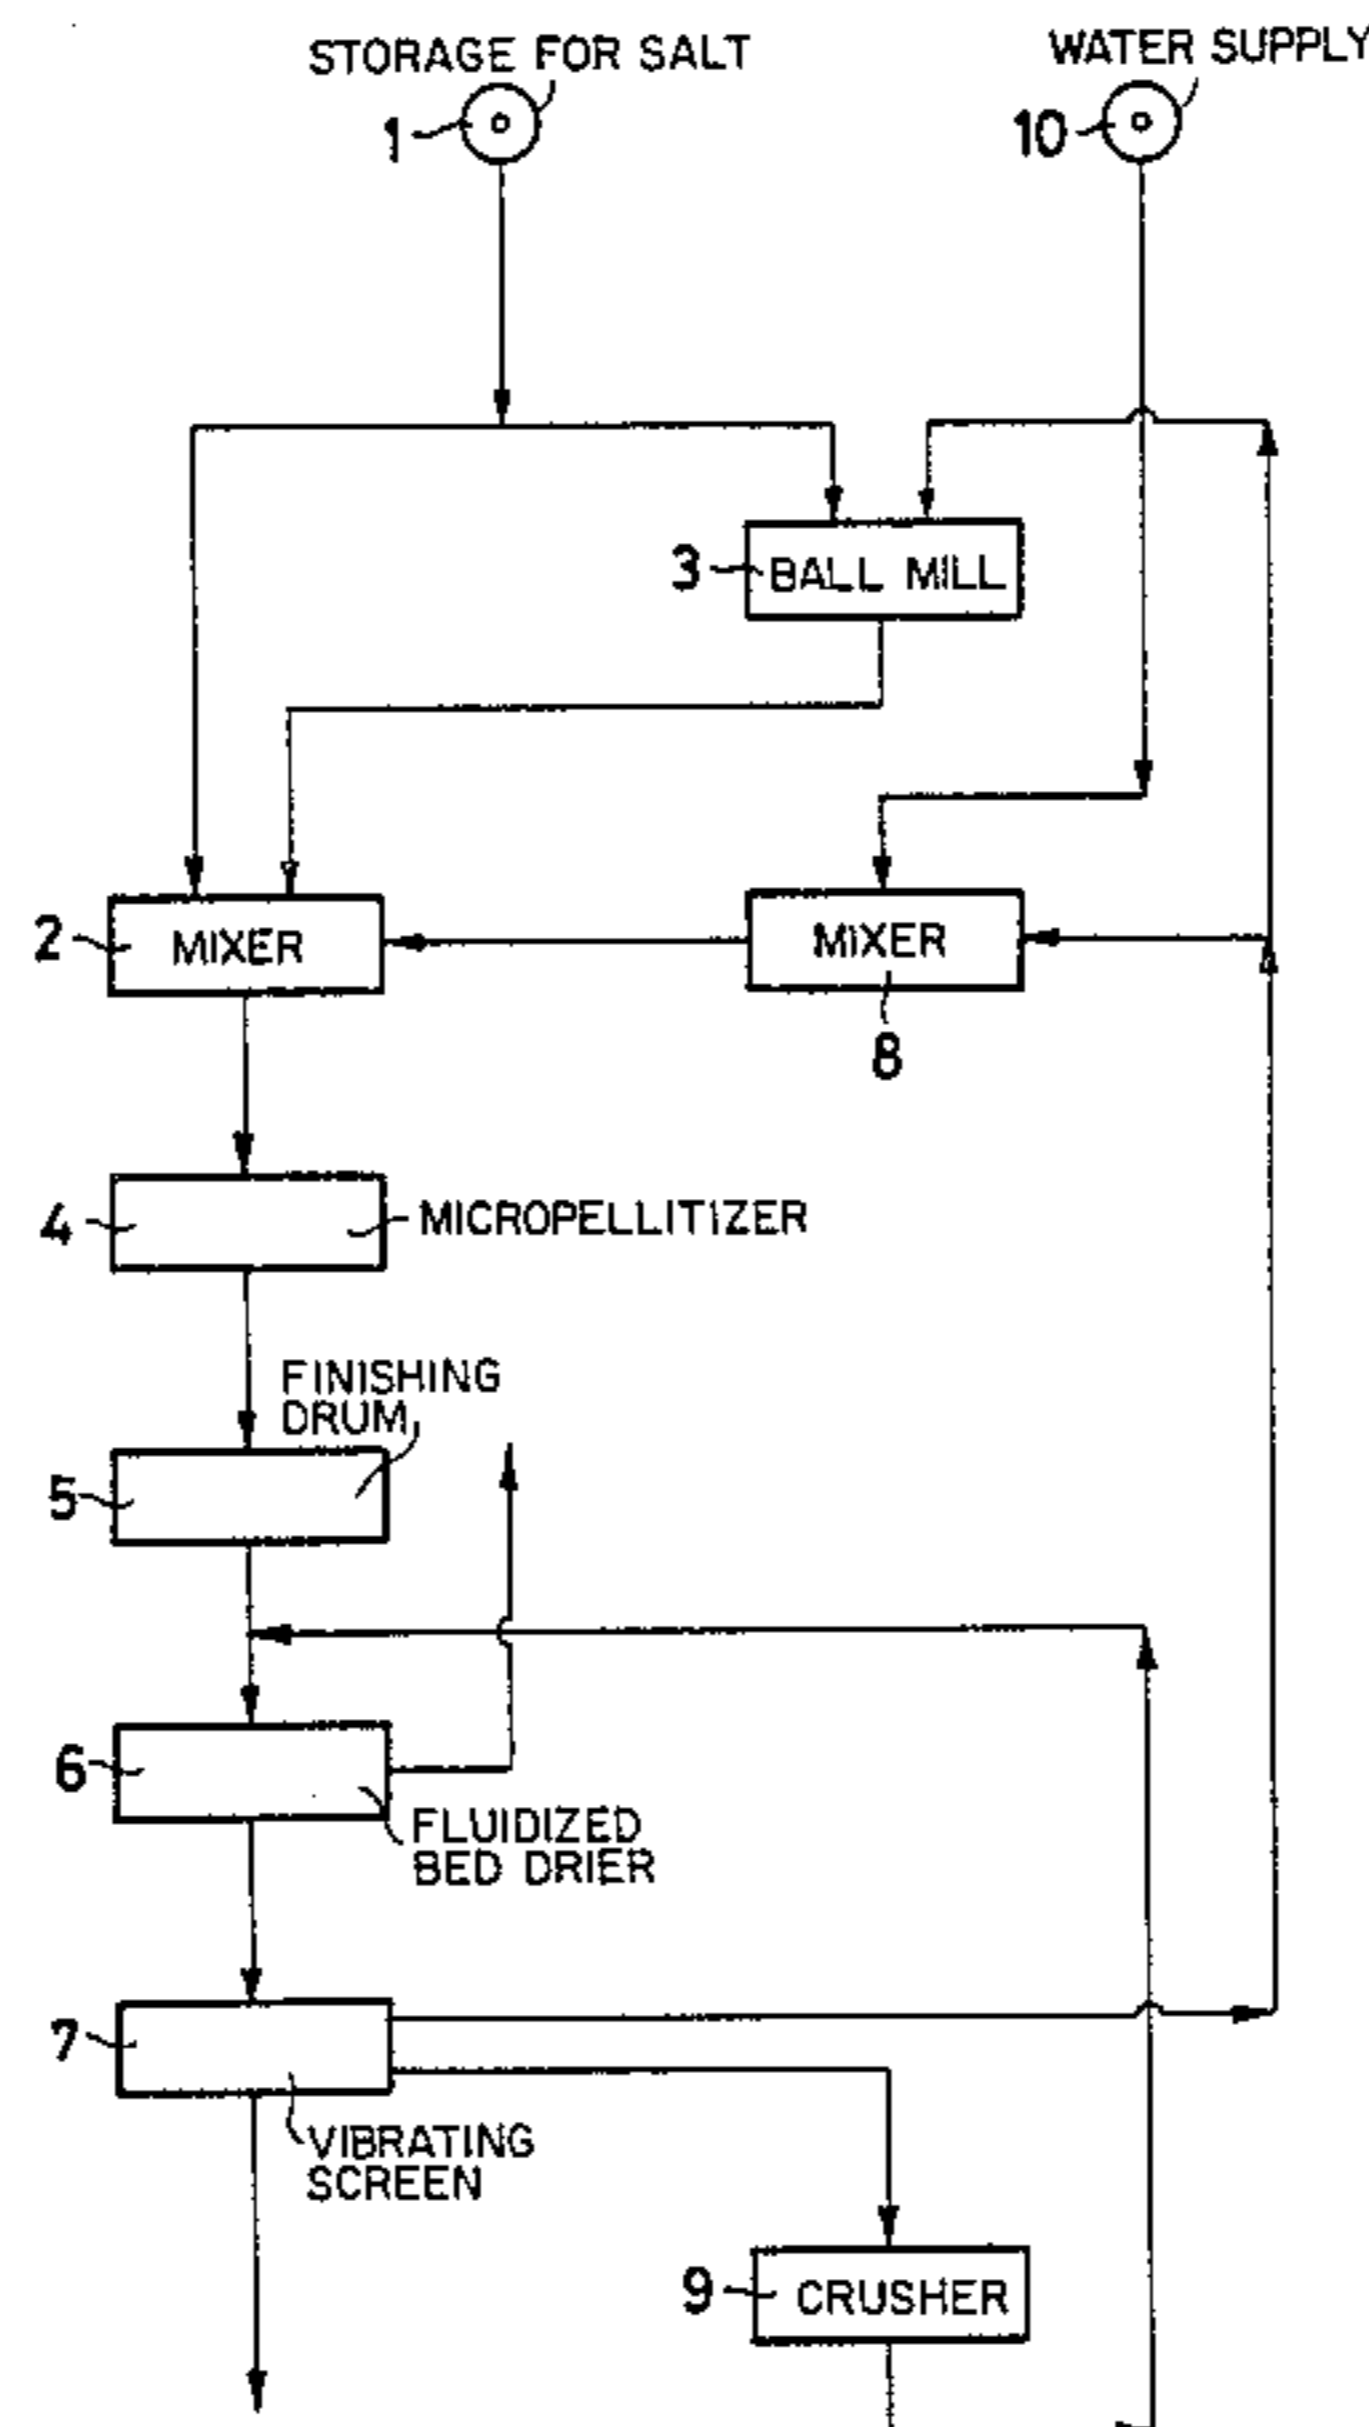 STORAGE FOR SALT
WATER SUPPLY
1
10
3
BALL MILL
2
MIXER
MIXER
8
4
MICROPELLITIZER
FINISHING
DRUM
5
6
FLUIDIZED
BED DRIER
7
VIBRATING
SCREEN
9
CRUSHER